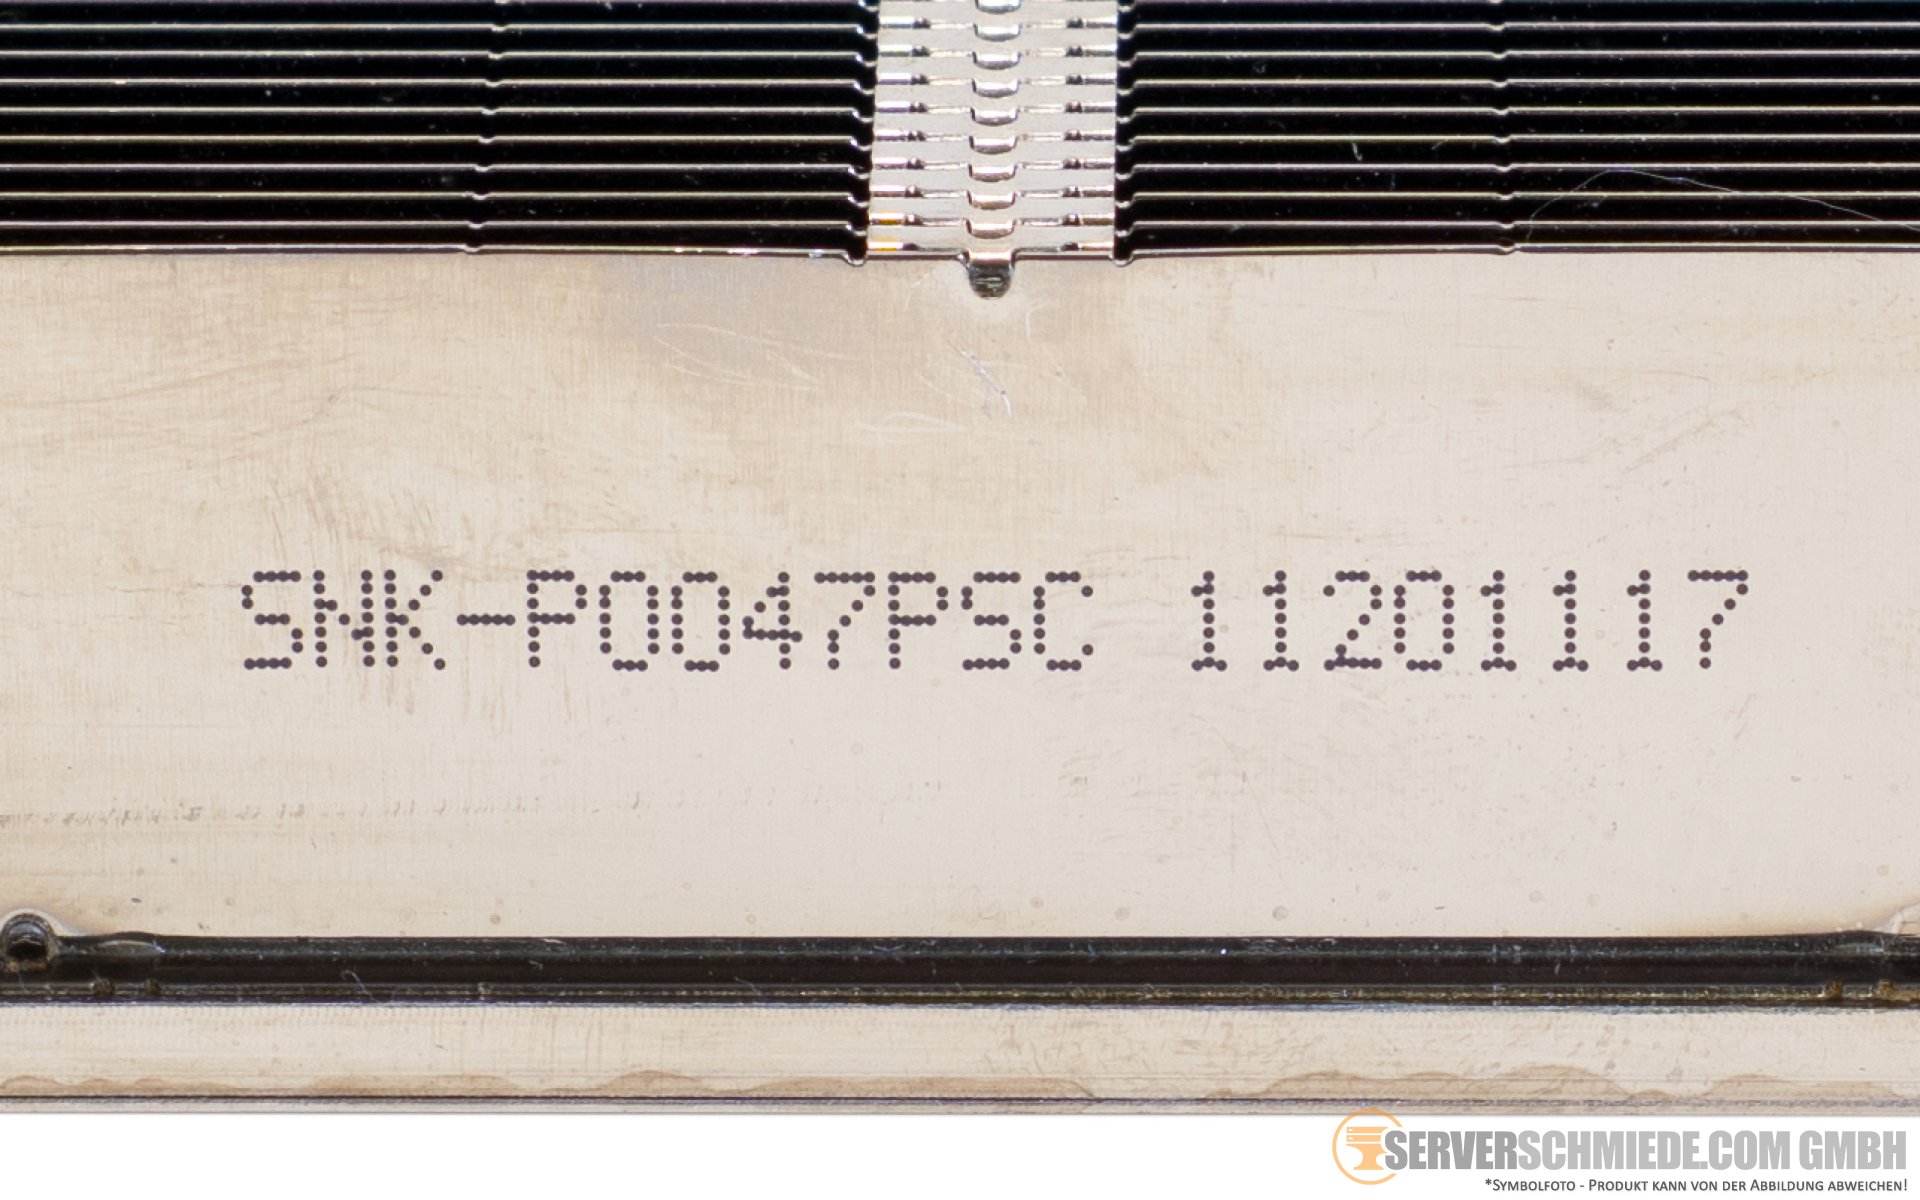 SNK-P0047PSC 11201117
SERVERSCHMIEDE.COM GMBH
*Symbolfoto - Produkt kann von der Abbildung abweichen!